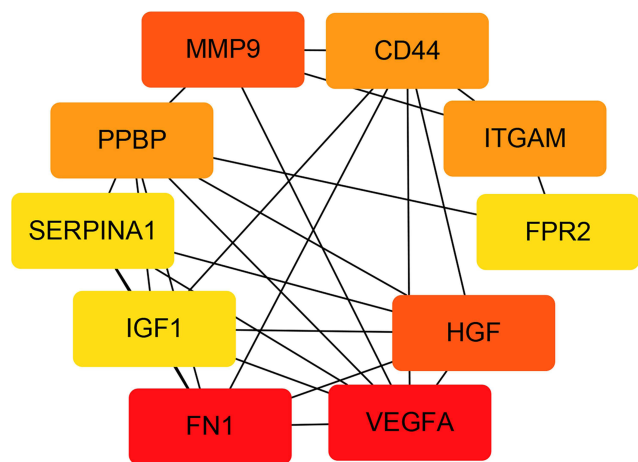 MMP9
CD44
PPBP
ITGAM
SERPINA1
FPR2
IGF1
HGF
FN1
VEGFA